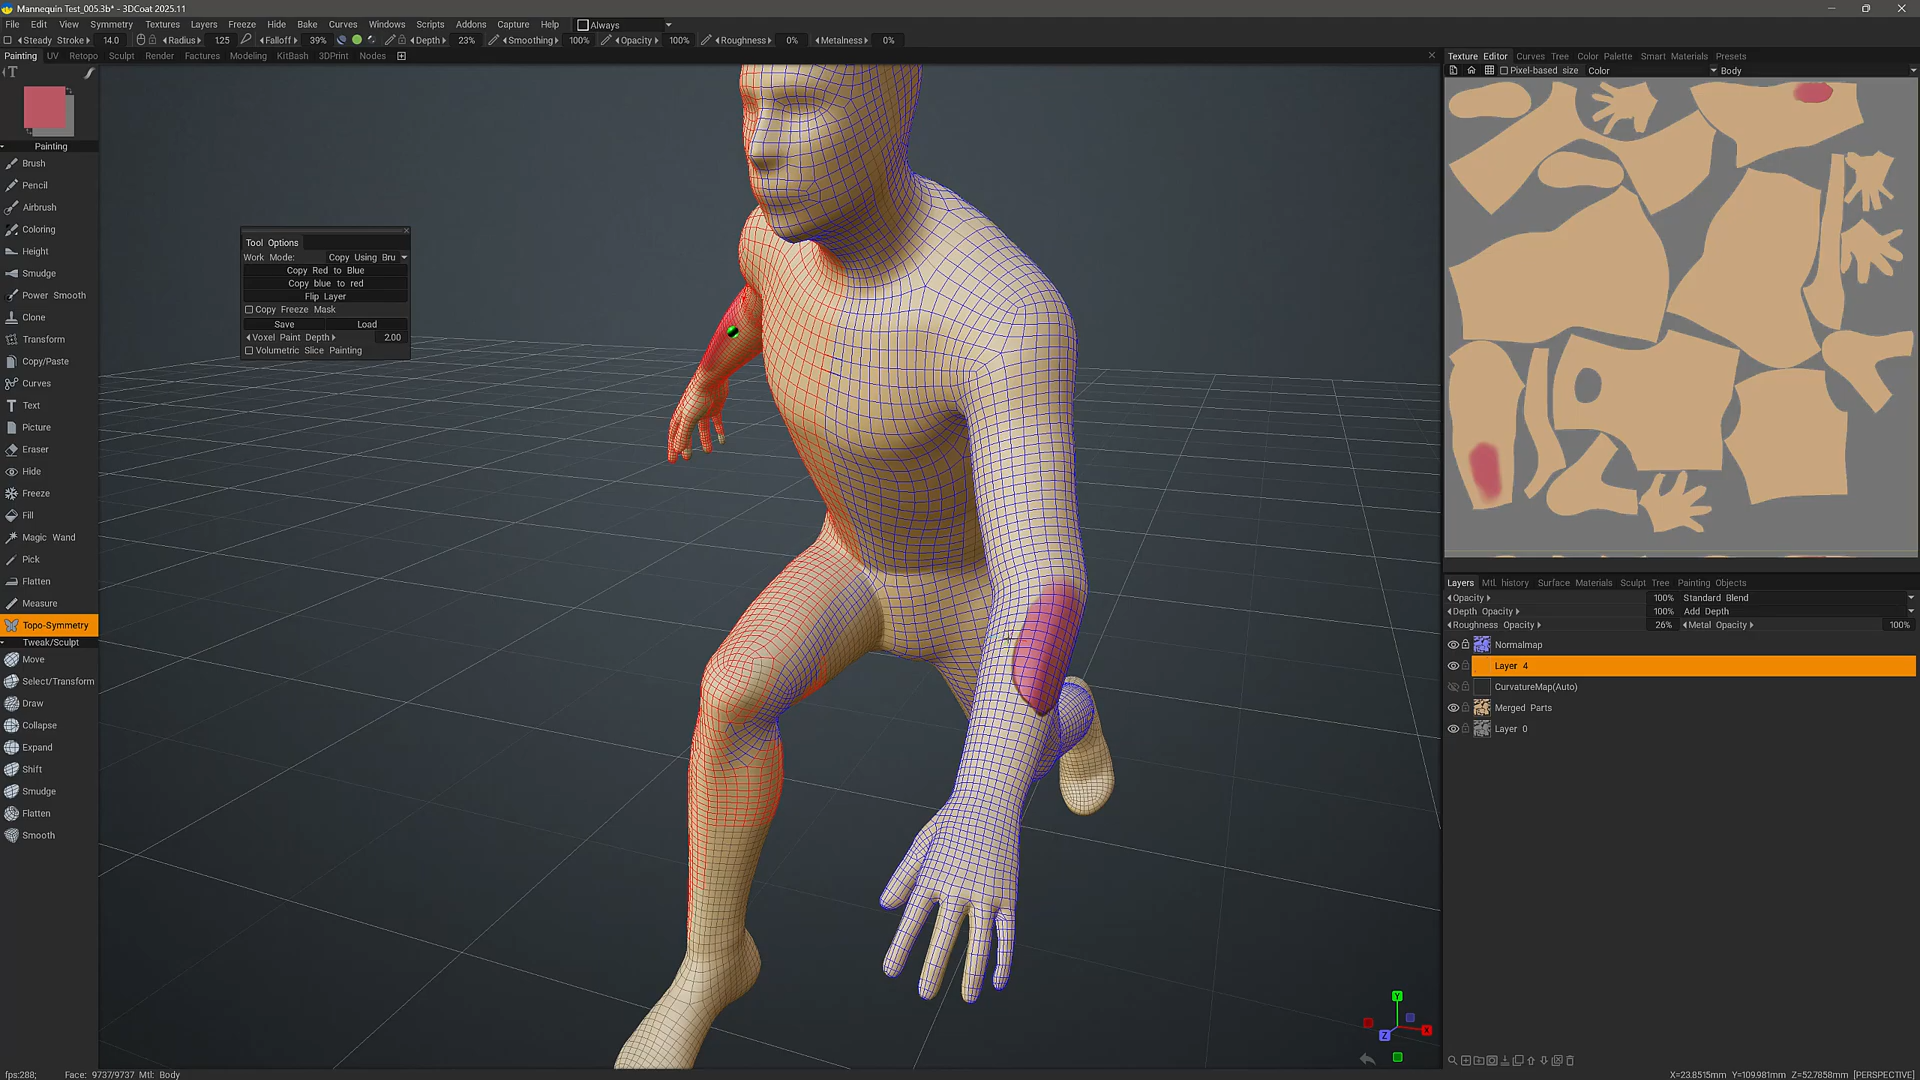 Mannequin Test_005.3b* - 3DCoat 2025.11
File Edit View Symmetry Textures Layers Freeze Hide Bake Curves Windows Scripts Addons Capture Help Always
Steady Stroke 14.0 Radius 125 Falloff 39% Depth 23% Smoothing 100% Opacity 100% Roughness 0% Metalness 0%
Painting UV Retopo Sculpt Render Factures Modeling KitBash 3DPrint Nodes
T
Painting
Brush
Pencil
Airbrush
Coloring
Height
Smudge
Power Smooth
Clone
Transform
Copy/Paste
Curves
Text
Picture
Eraser
Hide
Freeze
Fill
Magic Wand
Pick
Flatten
Measure
Topo-Symmetry
Tweak/Sculpt
Move
Select/Transform
Draw
Collapse
Expand
Shift
Smudge
Flatten
Smooth
Tool Options
Work Mode: Copy Using Bru
Copy Red to Blue
Copy blue to red
Flip Layer
Copy Freeze Mask
Save Load
Voxel Paint Depth 2.00
Volumetric Slice Painting
Y
X
Z
Texture Editor Curves Tree Color Palette Smart Materials Presets
Pixel-based size Color Body
Layers Mtl. history Surface Materials Sculpt Tree Painting Objects
Opacity 100% Standard Blend
Depth Opacity 100% Add Depth
Roughness Opacity 26% Metal Opacity 100%
Normalmap
Layer 4
CurvatureMap(Auto)
Merged Parts
Layer 0
fps:288; Face: 9737/9737 Mtl: Body
X=23.8515mm Y=109.981mm Z=52.7858mm [PERSPECTIVE]